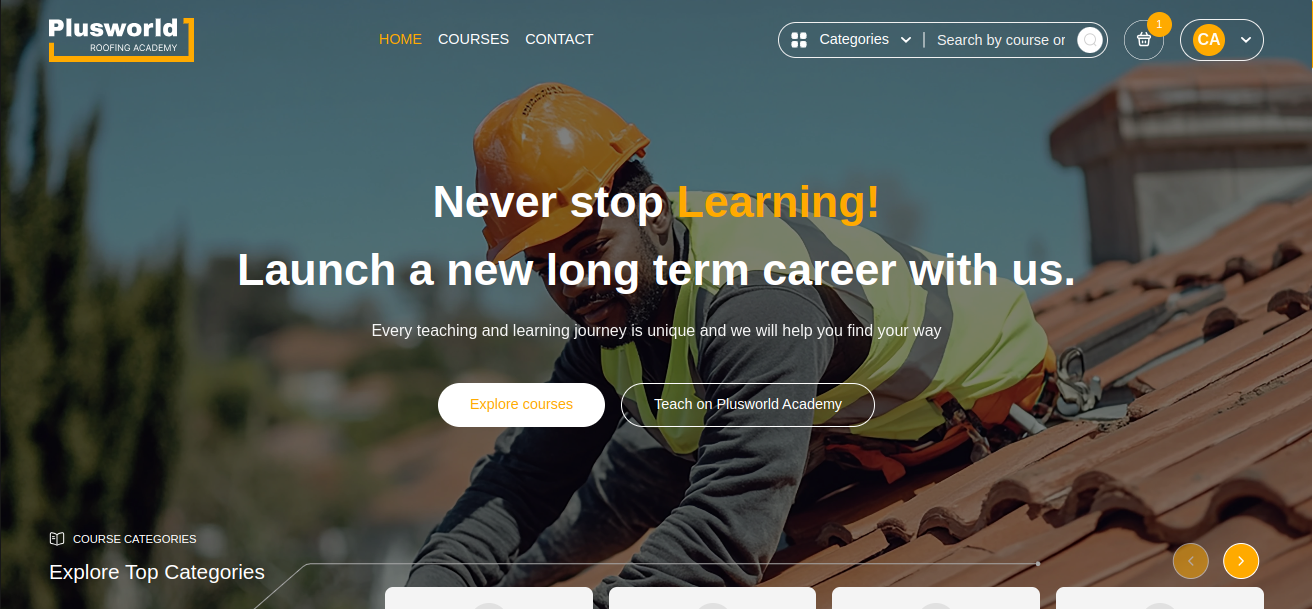 Plusworld
ROOFING ACADEMY
HOME COURSES CONTACT
Categories | Search by course or
1
CA
Never stop Learning!
Launch a new long term career with us.
Every teaching and learning journey is unique and we will help you find your way
Explore courses
Teach on Plusworld Academy
COURSE CATEGORIES
Explore Top Categories